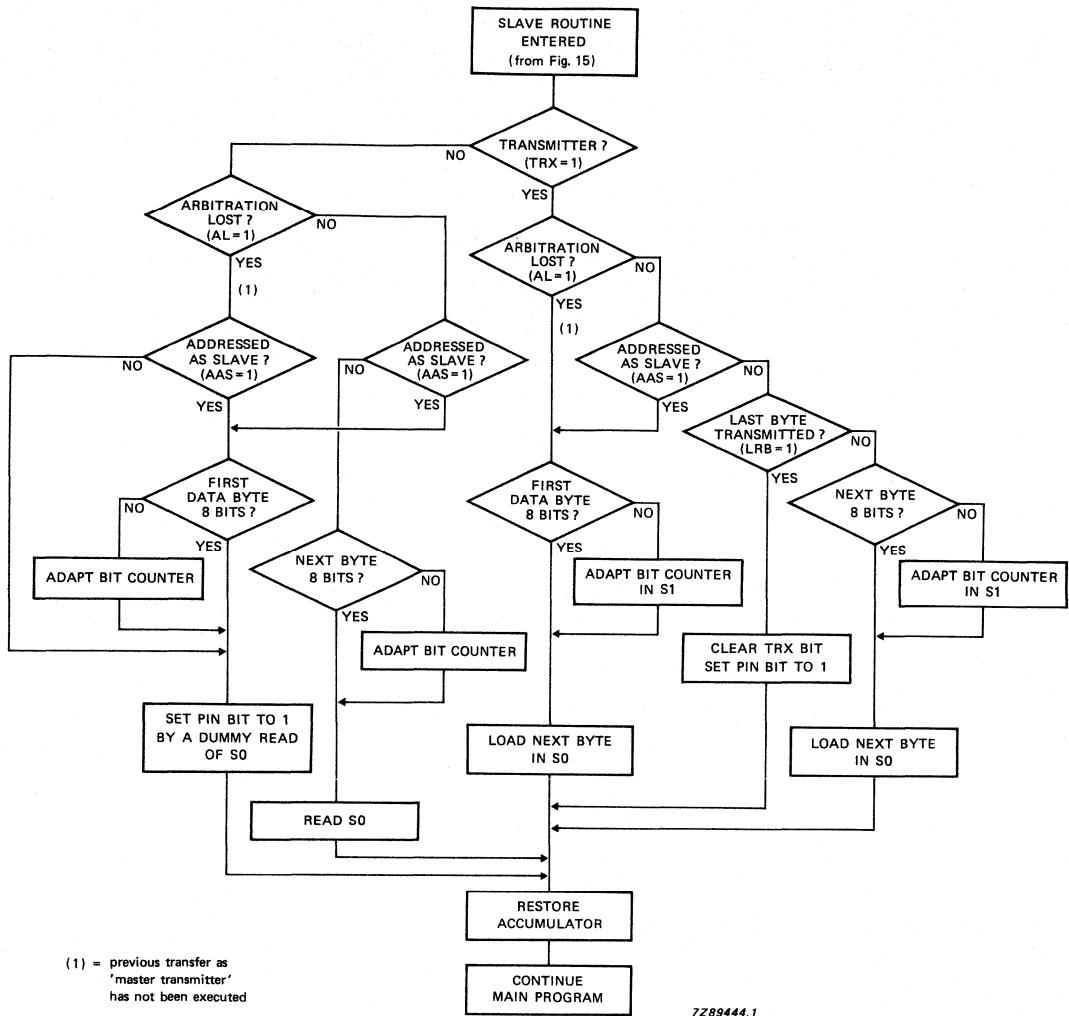 SLAVE ROUTINE
ENTERED
(from Fig. 15)
TRANSMITTER ?
(TRX = 1)
NO
YES
ARBITRATION
LOST ?
(AL = 1)
NO
YES
(1)
ARBITRATION
LOST ?
(AL = 1)
NO
YES
(1)
ADDRESSED
AS SLAVE ?
(AAS = 1)
NO
YES
ADDRESSED
AS SLAVE ?
(AAS = 1)
NO
YES
ADDRESSED
AS SLAVE ?
(AAS = 1)
NO
YES
LAST BYTE
TRANSMITTED ?
(LRB = 1)
NO
YES
FIRST
DATA BYTE
8 BITS ?
NO
YES
NEXT BYTE
8 BITS ?
NO
YES
FIRST
DATA BYTE
8 BITS ?
NO
YES
NEXT BYTE
8 BITS ?
NO
YES
ADAPT BIT COUNTER
ADAPT BIT COUNTER
ADAPT BIT COUNTER
IN S1
ADAPT BIT COUNTER
IN S1
CLEAR TRX BIT
SET PIN BIT TO 1
SET PIN BIT TO 1
BY A DUMMY READ
OF S0
READ S0
LOAD NEXT BYTE
IN S0
LOAD NEXT BYTE
IN S0
RESTORE
ACCUMULATOR
CONTINUE
MAIN PROGRAM
(1) = previous transfer as
'master transmitter'
has not been executed
7Z89444.1